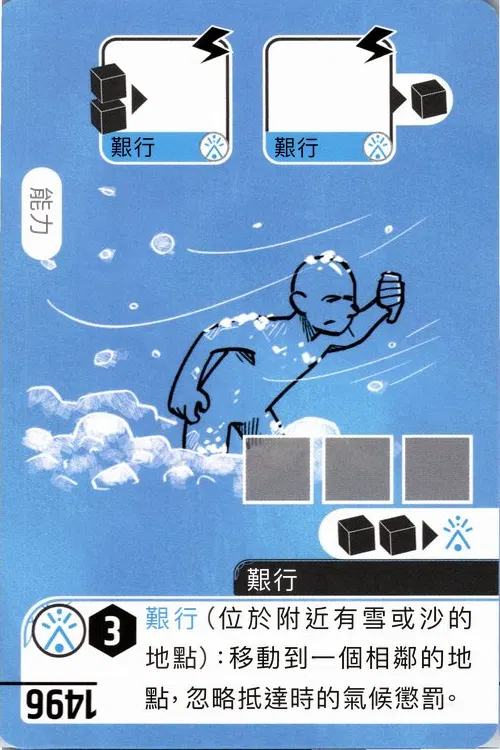 艱行
艱行
能力
艱行
3
艱行（位於附近有雪或沙的
地點）：移動到一個相鄰的地
點，忽略抵達時的氣候懲罰。
1496